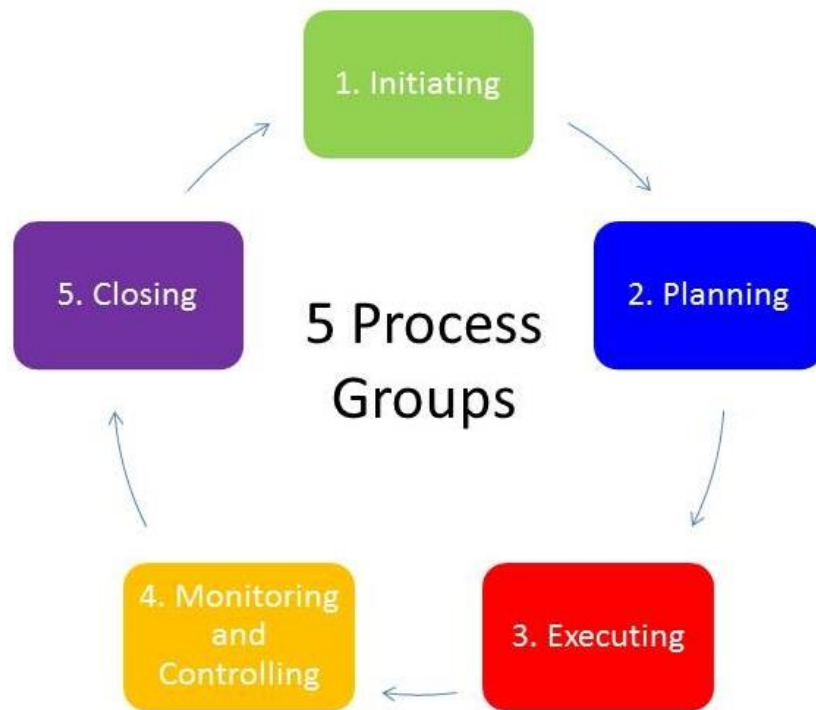 1. Initiating
2. Planning
3. Executing
4. Monitoring
and
Controlling
5. Closing
5 Process
Groups